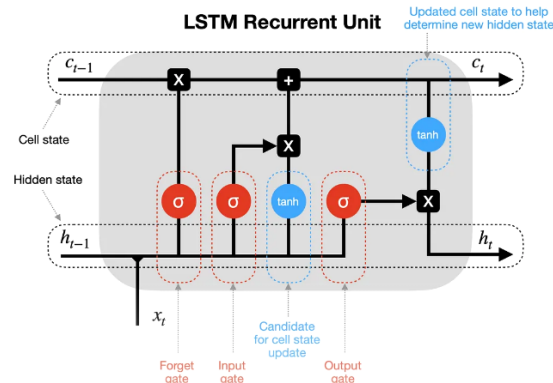 LSTM Recurrent Unit
Updated cell state to help
determine new hidden state
c_{t-1}
X
+
c_t
Cell state
X
tanh
Hidden state
σ
σ
tanh
σ
X
h_{t-1}
h_t
x_t
Forget
gate
Input
gate
Candidate
for cell state
update
Output
gate